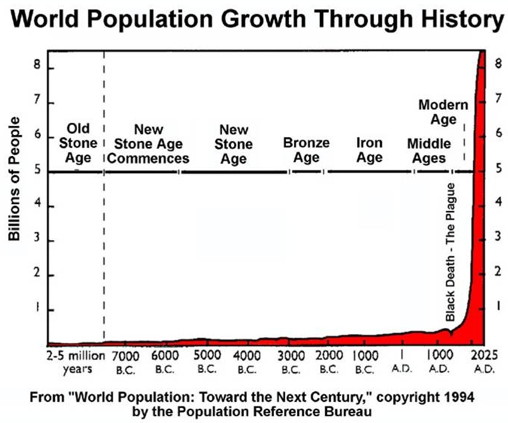 World Population Growth Through History
Billions of People
8
7
6
5
4
3
2
1
8
7
6
5
4
3
2
1
Old
Stone
Age
New
Stone Age
Commences
New
Stone
Age
Bronze
Age
Iron
Age
Middle
Ages
Modern
Age
Black Death - The Plague
2-5 million
years
7000
B.C.
6000
B.C.
5000
B.C.
4000
B.C.
3000
B.C.
2000
B.C.
1000
B.C.
1
A.D.
1000
A.D.
2025
A.D.
From "World Population: Toward the Next Century," copyright 1994
by the Population Reference Bureau